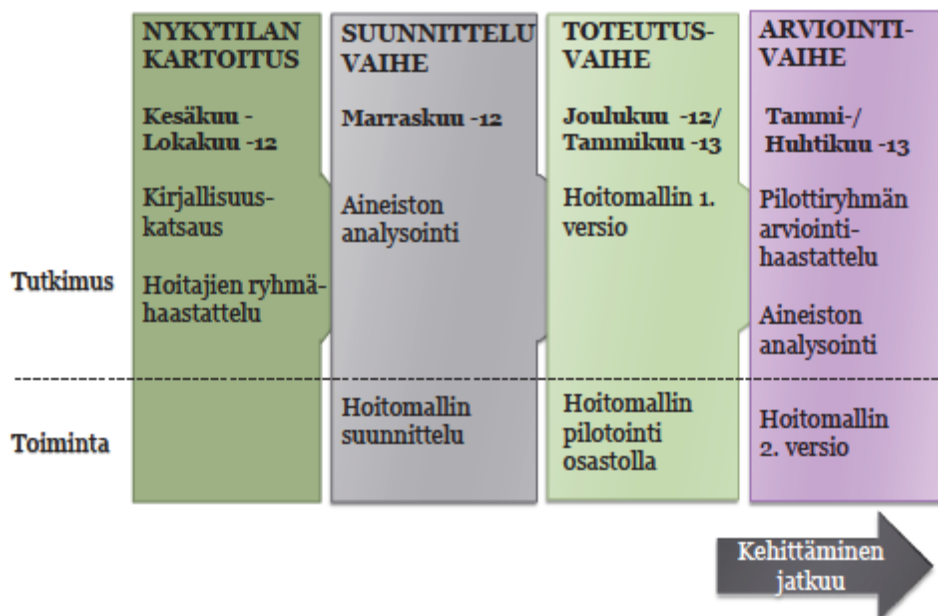 NYKYTILAN
KARTOITUS
Kesäkuu -
Lokakuu -12
Kirjallisuus-
katsaus
Hoitajien ryhmä-
haastattelu
SUUNNITTELU
VAIHE
Marraskuu -12
Aineiston
analysointi
Hoitomallin
suunnittelu
TOTEUTUS-
VAIHE
Joulukuu -12/
Tammikuu -13
Hoitomallin 1.
versio
Hoitomallin
pilotointi
osastolla
ARVIOINTI-
VAIHE
Tammi-/
Huhtikuu -13
Pilottiryhmän
arviointi-
haastattelu
Aineiston
analysointi
Hoitomallin
2. versio
Tutkimus
Toiminta
Kehittäminen
jatkuu